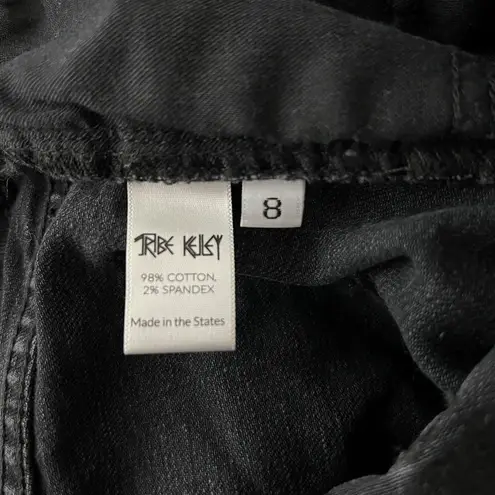 TRIBE KELLEY
98% COTTON,
2% SPANDEX
Made in the States
8